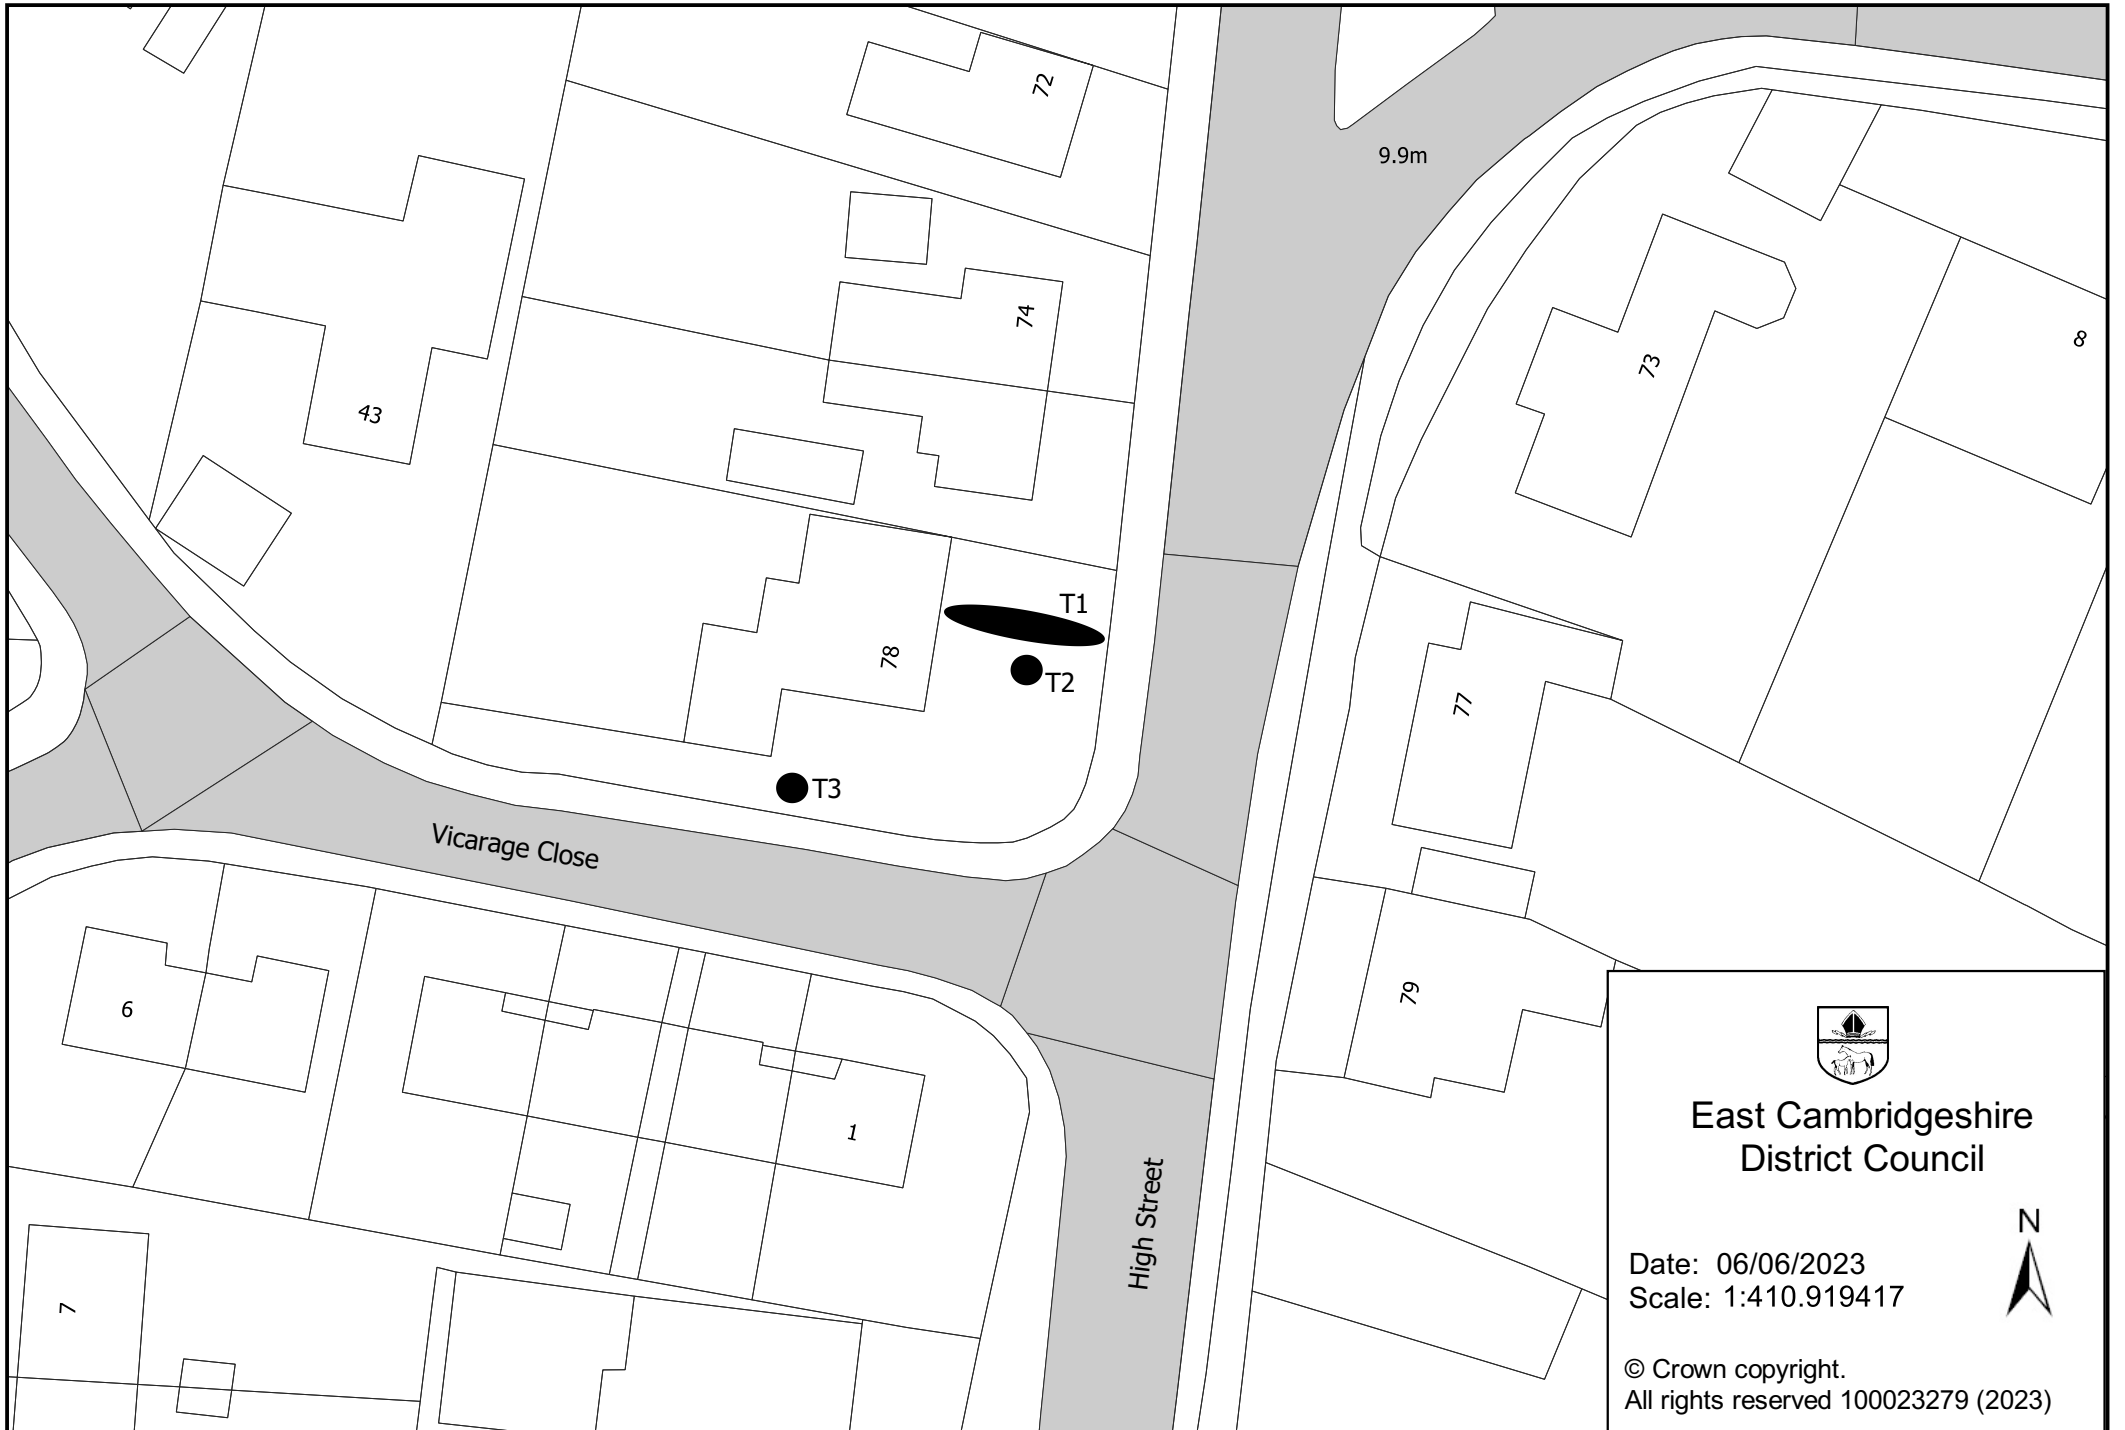 72
9.9m
74
73
8
43
T1
78
T2
77
T3
Vicarage Close
6
79
1
High Street
7
East Cambridgeshire
District Council
N
Date: 06/06/2023
Scale: 1:410.919417
© Crown copyright.
All rights reserved 100023279 (2023)